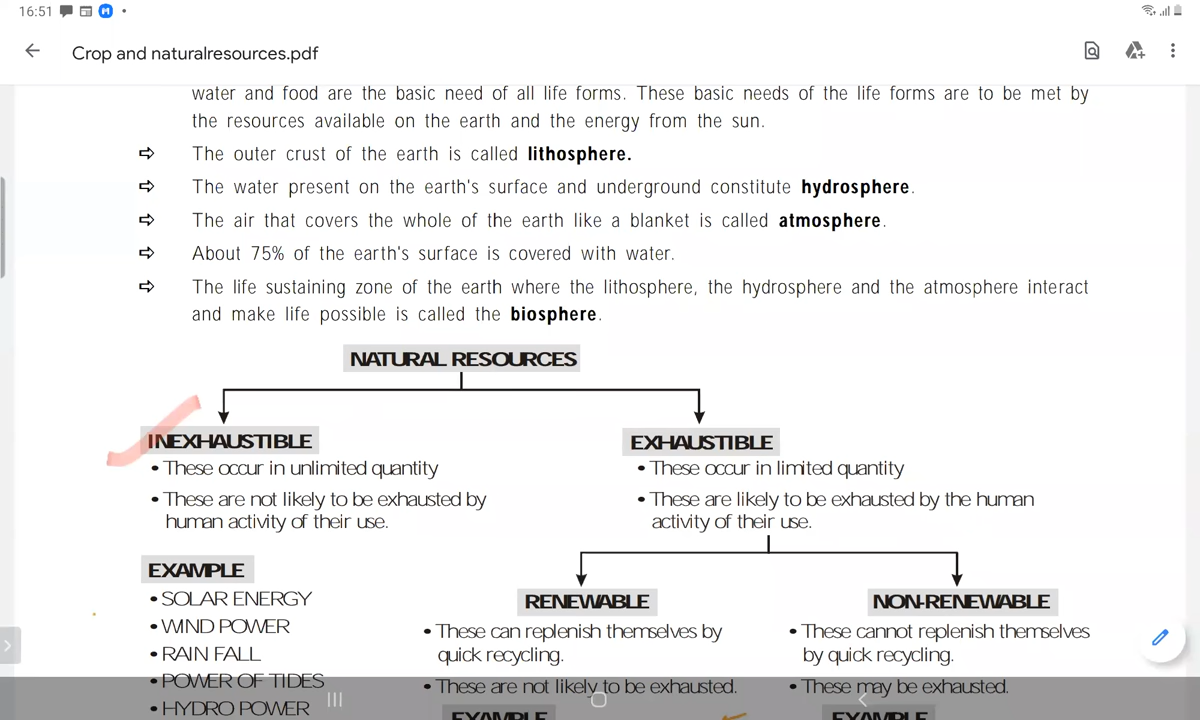 16:51
Crop and naturalresources.pdf
water and food are the basic need of all life forms. These basic needs of the life forms are to be met by
the resources available on the earth and the energy from the sun.
⇨ The outer crust of the earth is called lithosphere.
⇨ The water present on the earth's surface and underground constitute hydrosphere.
⇨ The air that covers the whole of the earth like a blanket is called atmosphere.
⇨ About 75% of the earth's surface is covered with water.
⇨ The life sustaining zone of the earth where the lithosphere, the hydrosphere and the atmosphere interact
and make life possible is called the biosphere.
NATURAL RESOURCES
INEXHAUSTIBLE
• These occur in unlimited quantity
• These are not likely to be exhausted by
human activity of their use.
EXHAUSTIBLE
• These occur in limited quantity
• These are likely to be exhausted by the human
activity of their use.
EXAMPLE
• SOLAR ENERGY
• WIND POWER
• RAIN FALL
• POWER OF TIDES
• HYDRO POWER
RENEWABLE
• These can replenish themselves by
quick recycling.
• These are not likely to be exhausted.
EXAMPLE
NON-RENEWABLE
• These cannot replenish themselves
by quick recycling.
• These may be exhausted.
EXAMPLE